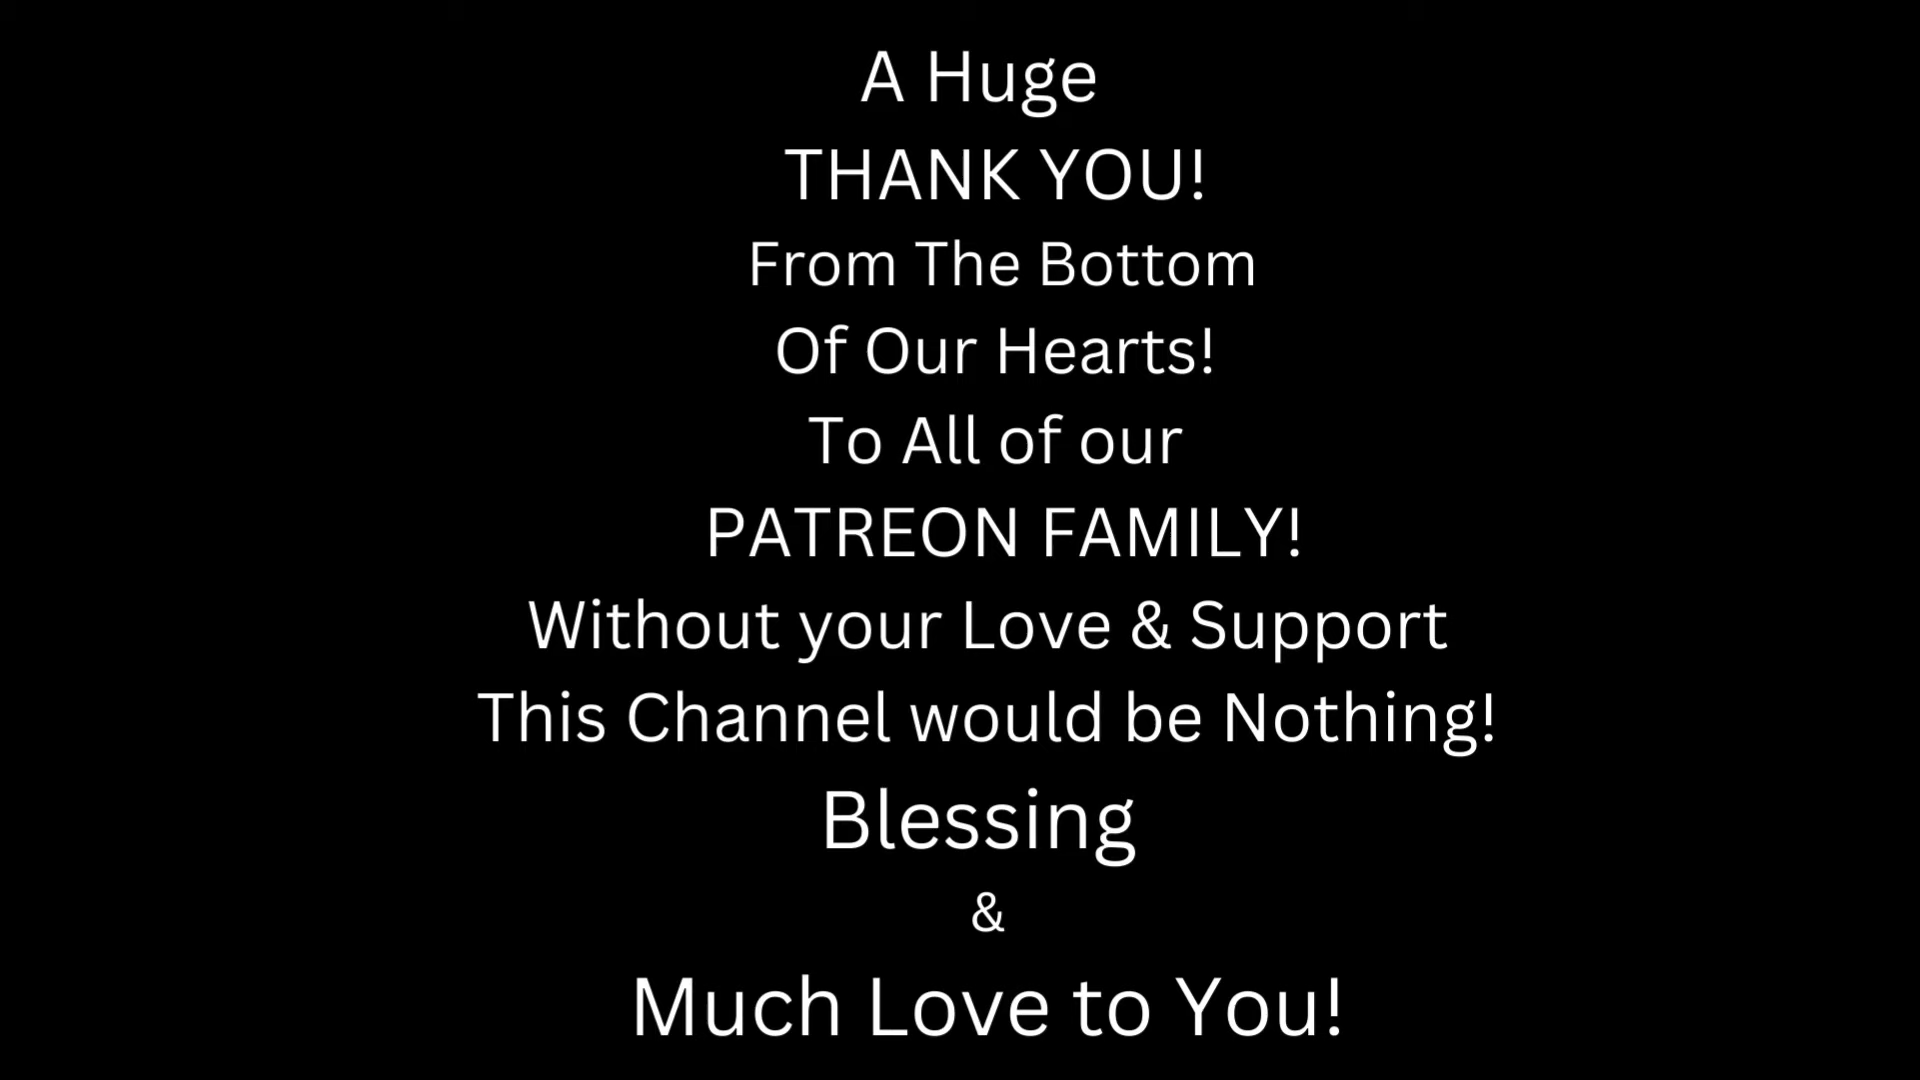 A Huge
THANK YOU!
From The Bottom
Of Our Hearts!
To All of our
PATREON FAMILY!
Without your Love & Support
This Channel would be Nothing!
Blessing
&
Much Love to You!